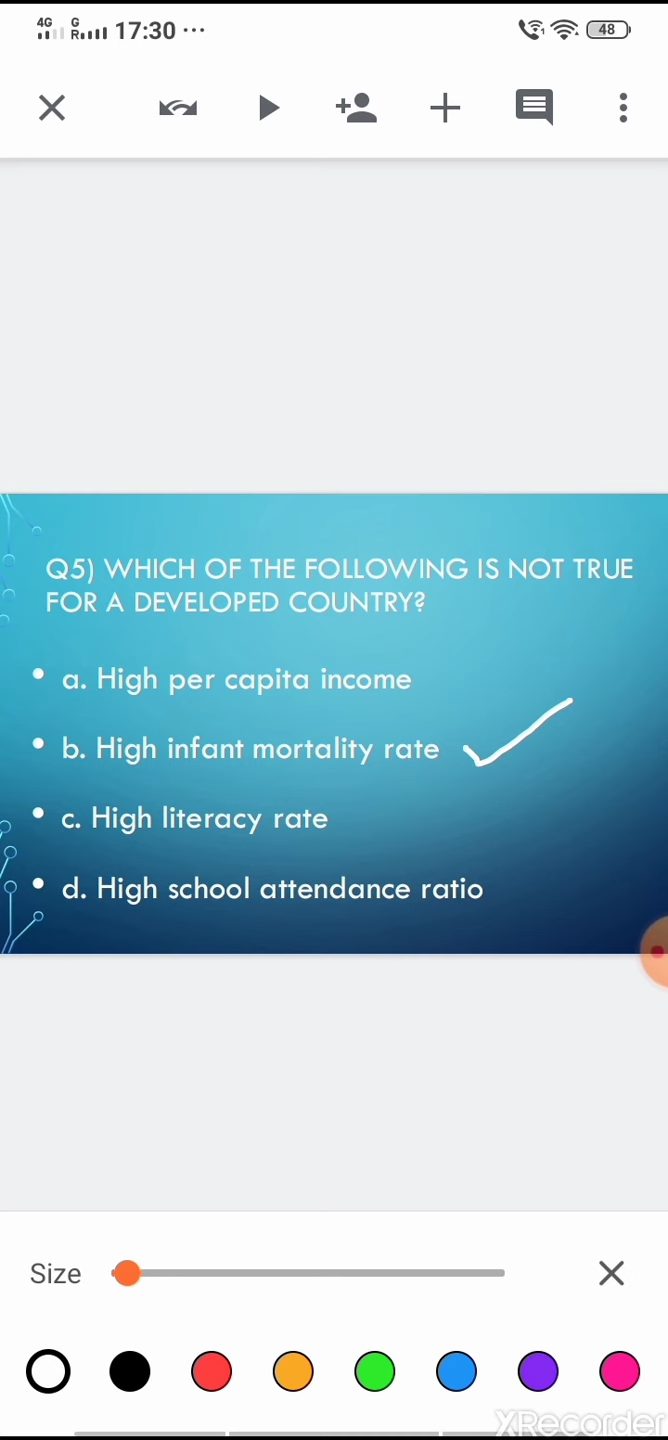 4G G R 17:30 ... 48
Q5) WHICH OF THE FOLLOWING IS NOT TRUE
FOR A DEVELOPED COUNTRY?
• a. High per capita income
• b. High infant mortality rate
• c. High literacy rate
• d. High school attendance ratio
Size
XRecorder